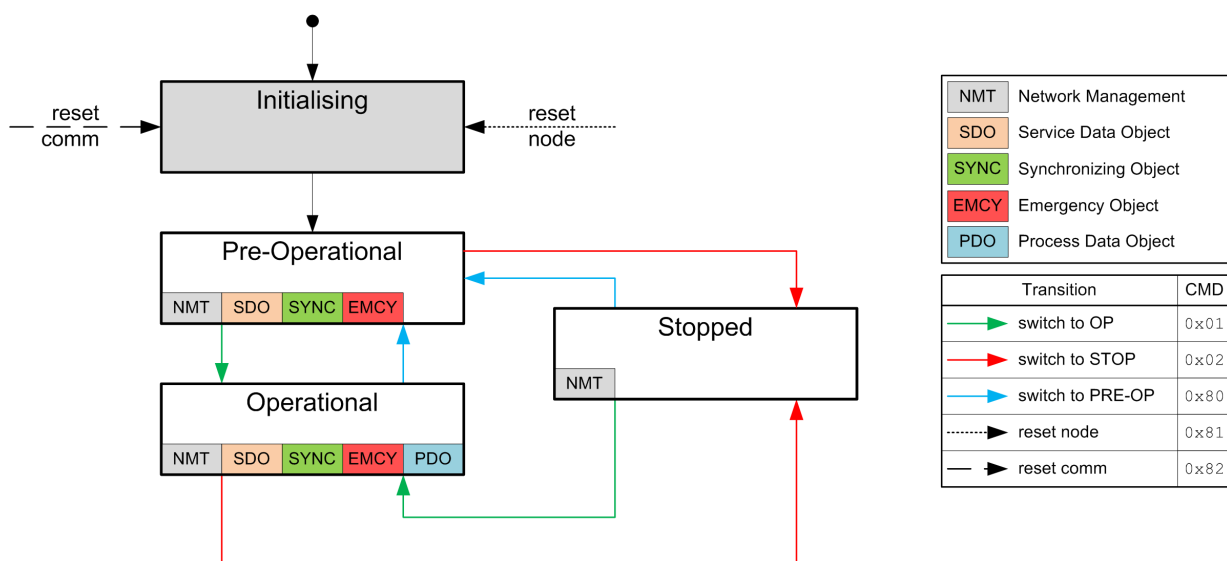 Initialising
reset
comm
reset
node
Pre-Operational
NMT SDO SYNC EMCY
Stopped
NMT
Operational
NMT SDO SYNC EMCY PDO
NMT Network Management
SDO Service Data Object
SYNC Synchronizing Object
EMCY Emergency Object
PDO Process Data Object
Transition CMD
switch to OP 0x01
switch to STOP 0x02
switch to PRE-OP 0x80
reset node 0x81
reset comm 0x82